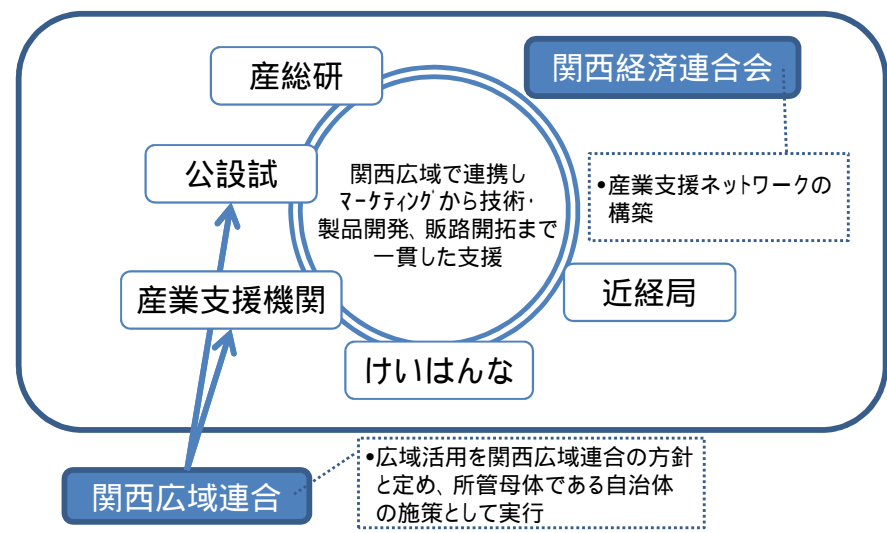 産総研
関西経済連合会
公設試
関西広域で連携し
ﾏｰｹﾃｨﾝｸﾞから技術・
製品開発、販路開拓まで
一貫した支援
•産業支援ネットワークの
構築
産業支援機関
近経局
けいはんな
関西広域連合
•広域活用を関西広域連合の方針
と定め、所管母体である自治体
の施策として実行